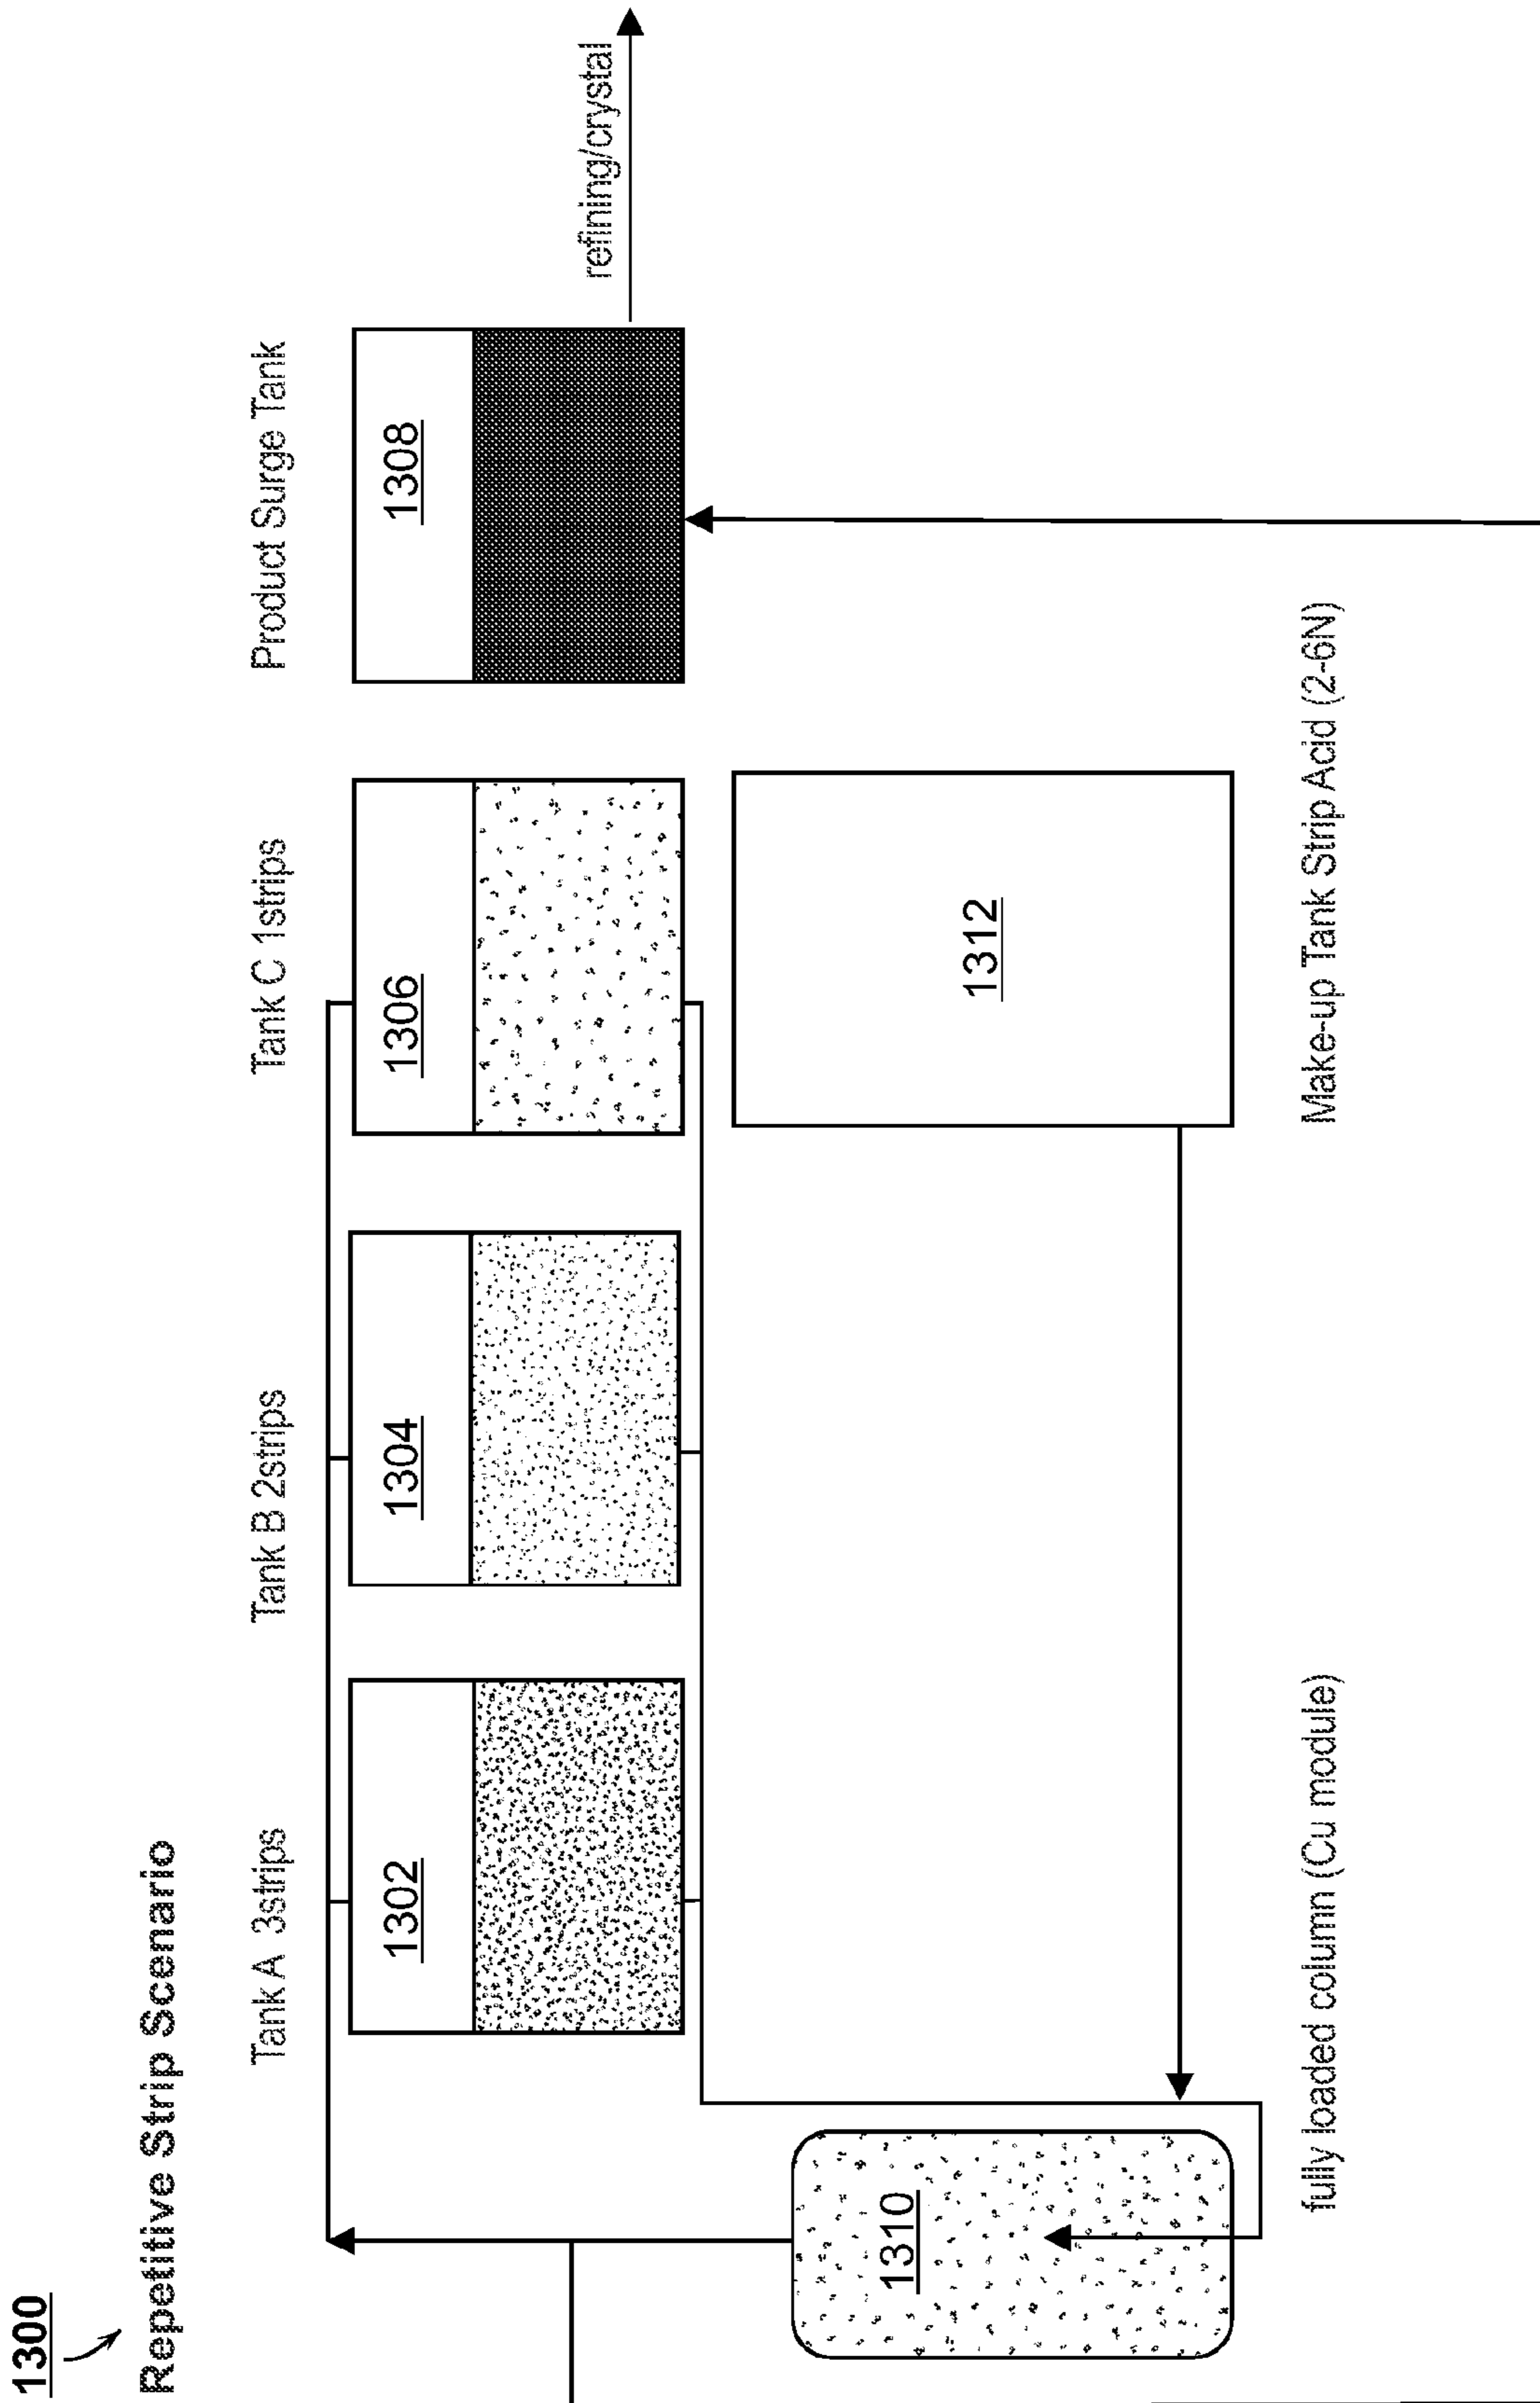 1300
Repetitive Strip Scenario
Tank A 3strips
Tank B 2strips
Tank C 1strips
Product Surge Tank
1302
1304
1306
1308
refining/crystal
1310
1312
fully loaded column (Cu module)
Make-up Tank Strip Acid (2-6N)